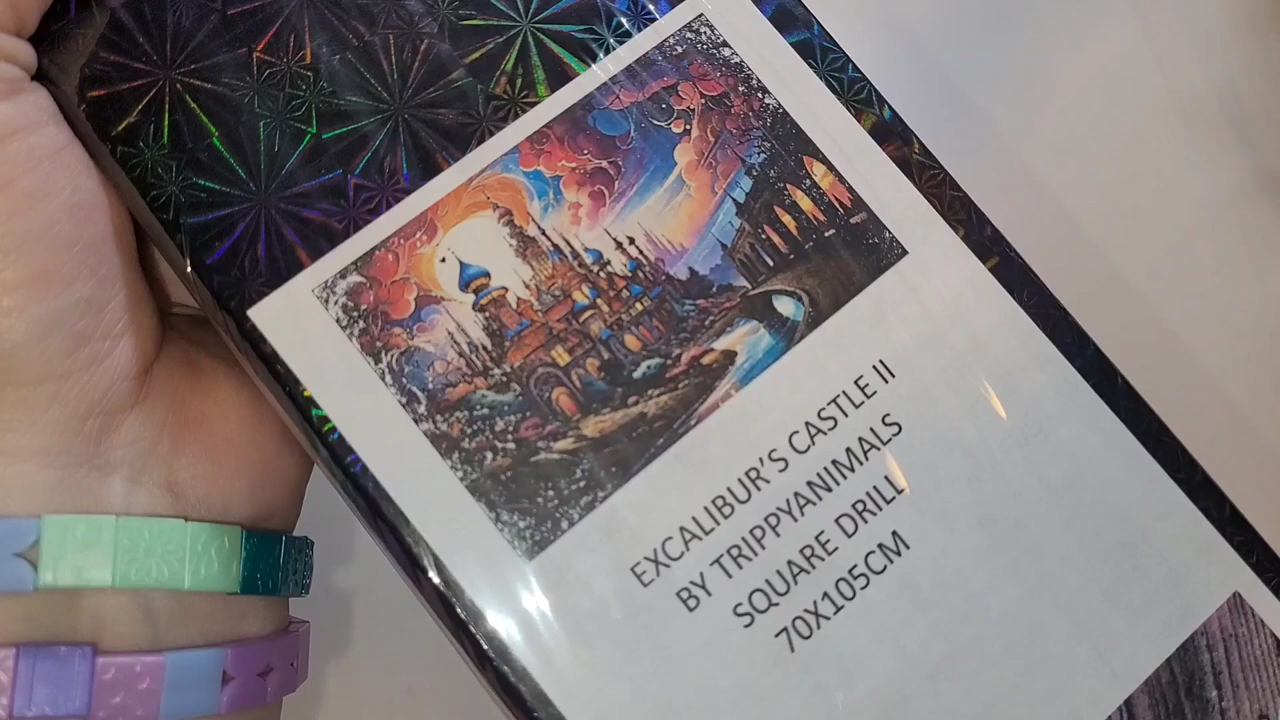 EXCALIBUR'S CASTLE II
BY TRIPPYANIMALS
SQUARE DRILL
70X105CM